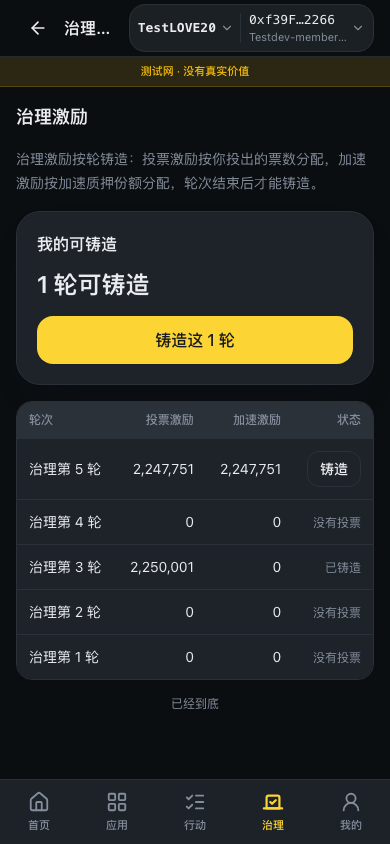 治理... TestLOVE20 0xf39F…2266
Testdev-member...
测试网 · 没有真实价值
治理激励
治理激励按轮铸造：投票激励按你投出的票数分配，加速
激励按加速质押份额分配，轮次结束后才能铸造。
我的可铸造
1 轮可铸造
铸造这 1 轮
轮次 投票激励 加速激励 状态
治理第 5 轮 2,247,751 2,247,751 铸造
治理第 4 轮 0 0 没有投票
治理第 3 轮 2,250,001 0 已铸造
治理第 2 轮 0 0 没有投票
治理第 1 轮 0 0 没有投票
已经到底
首页 应用 行动 治理 我的